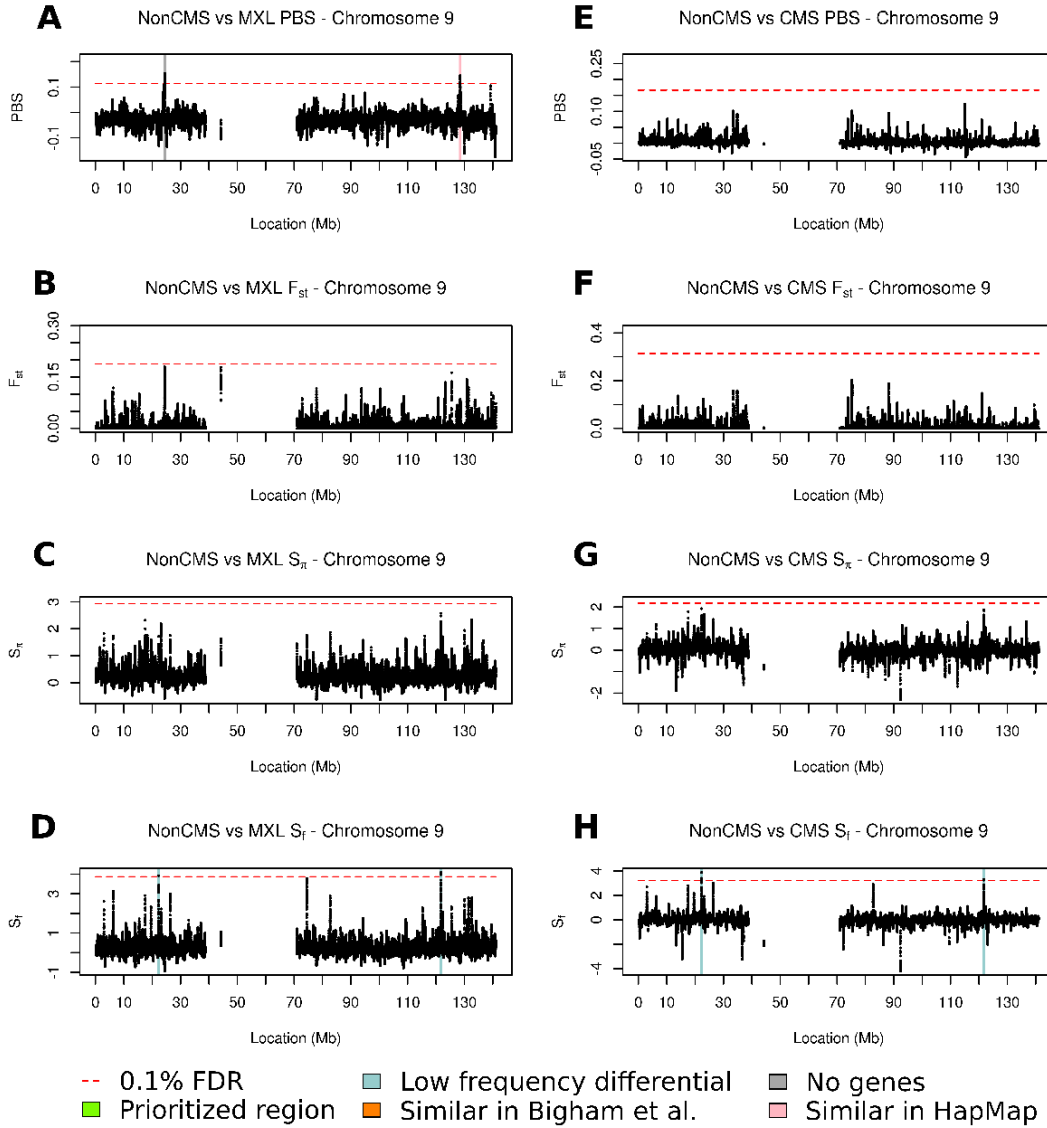 A
NonCMS vs MXL PBS - Chromosome 9
PBS
0.1
-0.1
0 10 30 50 70 90 110 130
Location (Mb)
E
NonCMS vs CMS PBS - Chromosome 9
PBS
0.25
0.10
-0.05
0 10 30 50 70 90 110 130
Location (Mb)
B
NonCMS vs MXL Fst - Chromosome 9
Fst
0.30
0.15
0.00
0 10 30 50 70 90 110 130
Location (Mb)
F
NonCMS vs CMS Fst - Chromosome 9
Fst
0.4
0.2
0.0
0 10 30 50 70 90 110 130
Location (Mb)
C
NonCMS vs MXL Sπ - Chromosome 9
Sπ
3
2
1
0
0 10 30 50 70 90 110 130
Location (Mb)
G
NonCMS vs CMS Sπ - Chromosome 9
Sπ
2
1
0
-2
0 10 30 50 70 90 110 130
Location (Mb)
D
NonCMS vs MXL Sf - Chromosome 9
Sf
3
1
-1
0 10 30 50 70 90 110 130
Location (Mb)
H
NonCMS vs CMS Sf - Chromosome 9
Sf
4
2
0
-4
0 10 30 50 70 90 110 130
Location (Mb)
0.1% FDR
Low frequency differential
No genes
Prioritized region
Similar in Bigham et al.
Similar in HapMap